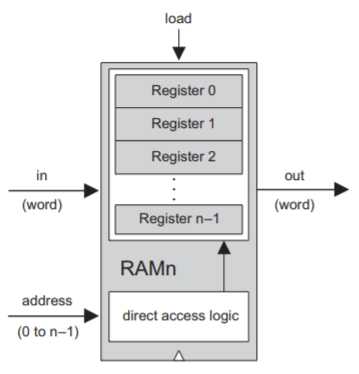 load
Register 0
Register 1
Register 2
in
(word)
out
(word)
Register n–1
RAMn
address
(0 to n–1)
direct access logic